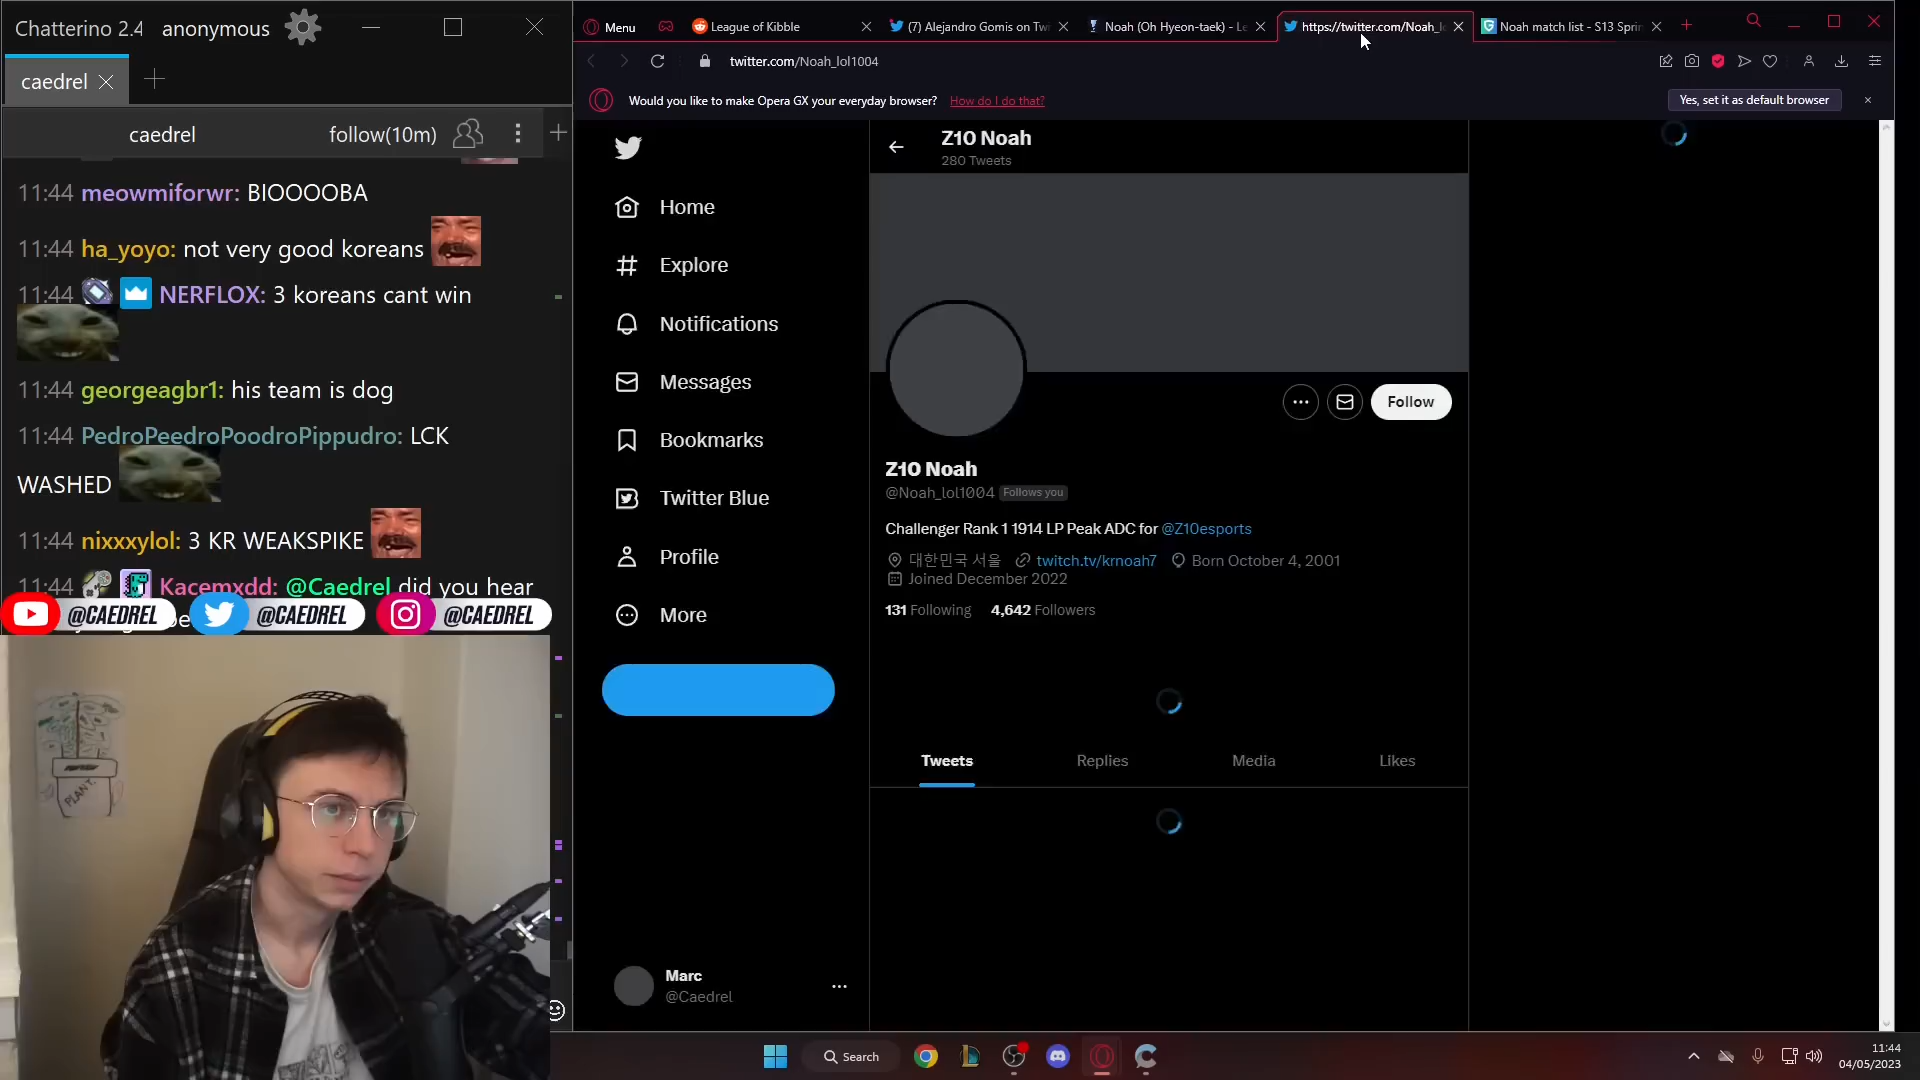 Chatterino 2.4
anonymous
caedrel
caedrel
follow(10m)
11:44 meowmiforwr: BIOOOOBA
11:44 ha_yoyo: not very good koreans
11:44 NERFLOX: 3 koreans cant win
11:44 georgeagbr1: his team is dog
11:44 PedroPeedroPoodroPippudro: LCK
WASHED
11:44 nixxxylol: 3 KR WEAKSPIKE
11:44 Kacemxdd: @Caedrel did you hear
@CAEDREL
@CAEDREL
@CAEDREL
PLANT.
Menu
League of Kibble
(7) Alejandro Gomis on Tw
Noah (Oh Hyeon-taek) - Le
https://twitter.com/Noah_lo
Noah match list - S13 Sprin
twitter.com/Noah_lol1004
Would you like to make Opera GX your everyday browser?
How do I do that?
Yes, set it as default browser
Home
Explore
Notifications
Messages
Bookmarks
Twitter Blue
Profile
More
Marc
@Caedrel
Z10 Noah
280 Tweets
Follow
Z10 Noah
@Noah_lol1004 Follows you
Challenger Rank 1 1914 LP Peak ADC for @Z10esports
대한민국 서울 twitch.tv/krnoah7 Born October 4, 2001
Joined December 2022
131 Following 4,642 Followers
Tweets
Replies
Media
Likes
Search
11:44
04/05/2023